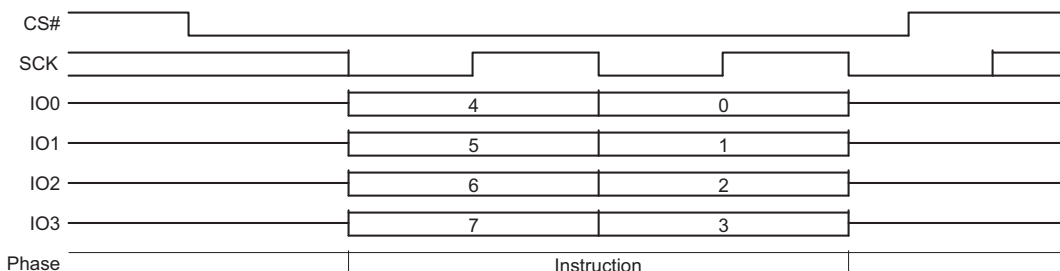 CS#
SCK
IO0 4 0
IO1 5 1
IO2 6 2
IO3 7 3
Phase Instruction